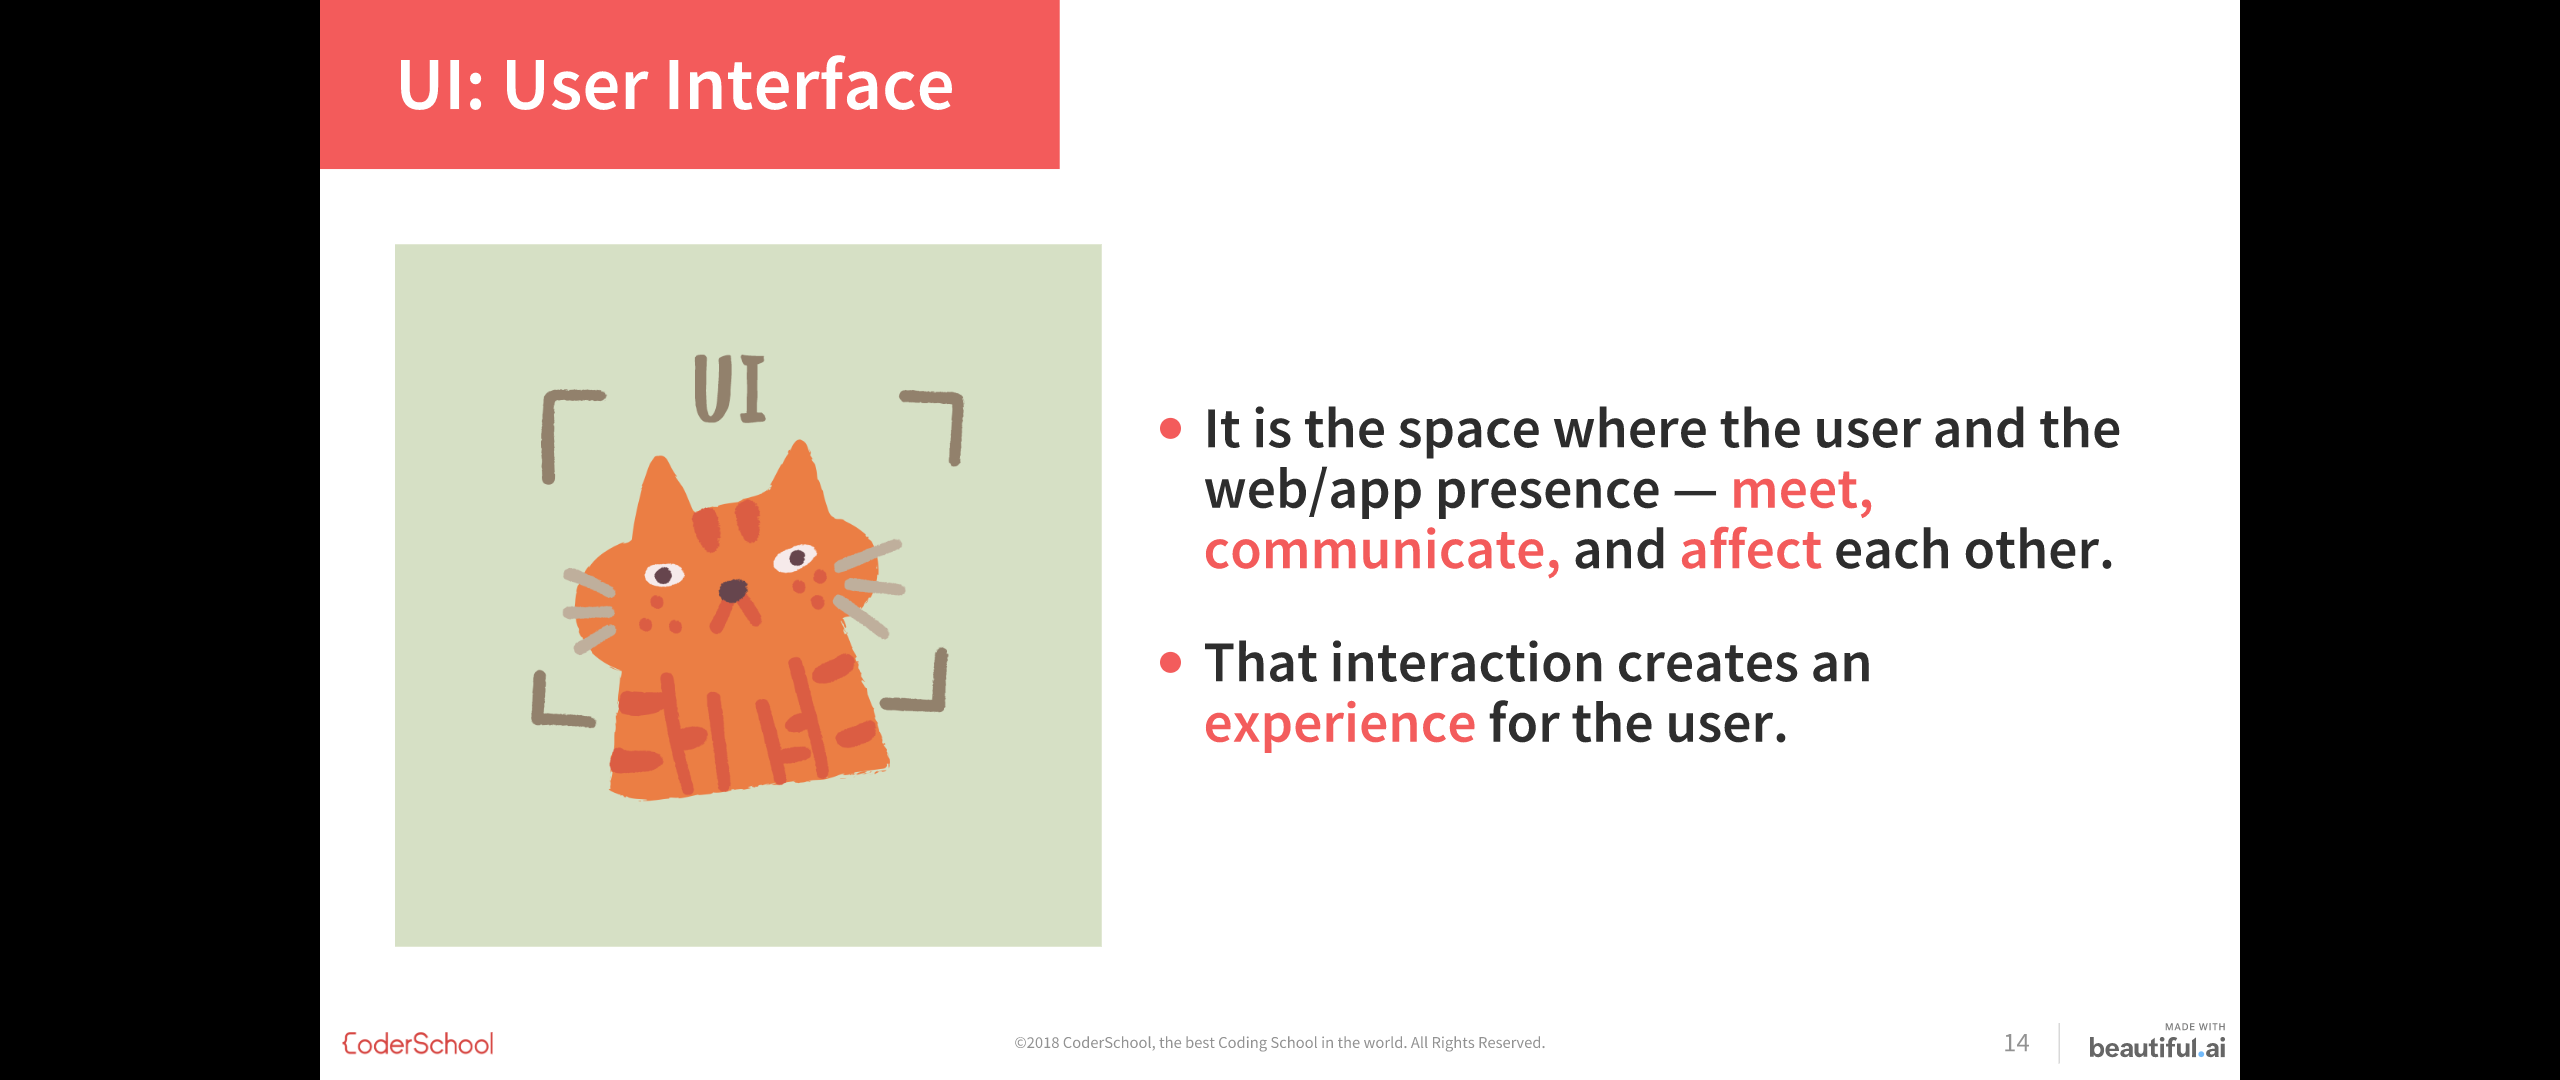 UI: User Interface
UI
• It is the space where the user and the
web/app presence — meet,
communicate, and affect each other.
• That interaction creates an
experience for the user.
CoderSchool
©2018 CoderSchool, the best Coding School in the world. All Rights Reserved.
14
MADE WITH
beautiful.ai